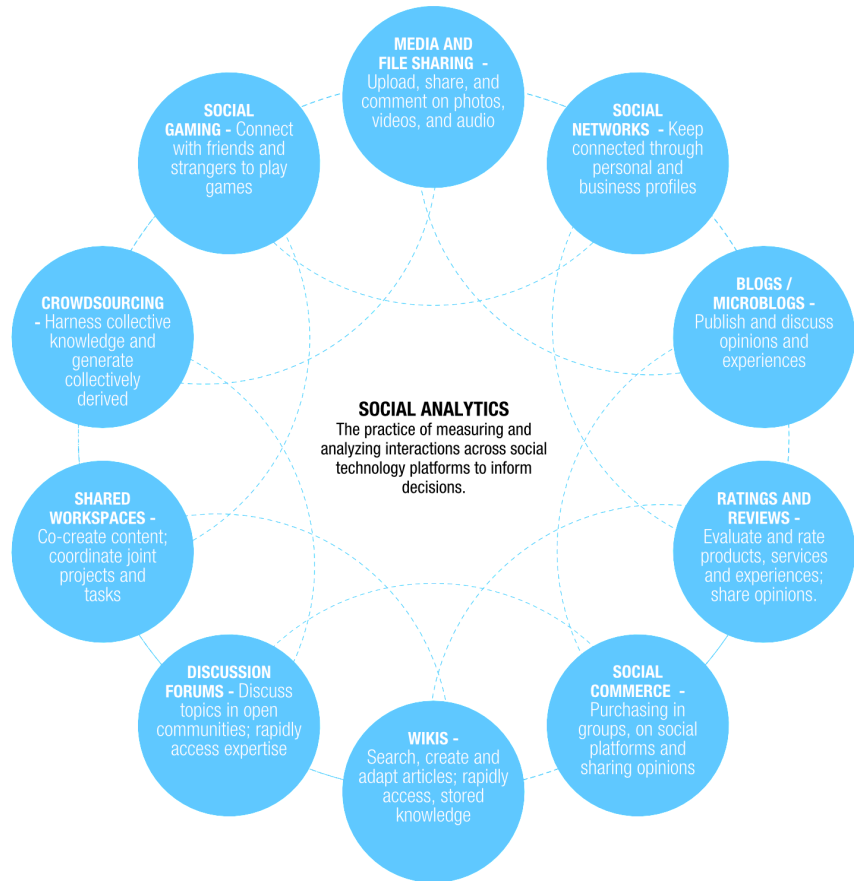 MEDIA AND
FILE SHARING -
Upload, share, and
comment on photos,
videos, and audio
SOCIAL
NETWORKS - Keep
connected through
personal and
business profiles
BLOGS /
MICROBLOGS -
Publish and discuss
opinions and
experiences
RATINGS AND
REVIEWS -
Evaluate and rate
products, services
and experiences;
share opinions.
SOCIAL
COMMERCE -
Purchasing in
groups, on social
platforms and
sharing opinions
WIKIS -
Search, create and
adapt articles; rapidly
access, stored
knowledge
DISCUSSION
FORUMS - Discuss
topics in open
communities; rapidly
access expertise
SHARED
WORKSPACES -
Co-create content;
coordinate joint
projects and
tasks
CROWDSOURCING
- Harness collective
knowledge and
generate
collectively
derived
SOCIAL
GAMING - Connect
with friends and
strangers to play
games
SOCIAL ANALYTICS
The practice of measuring and
analyzing interactions across social
technology platforms to inform
decisions.